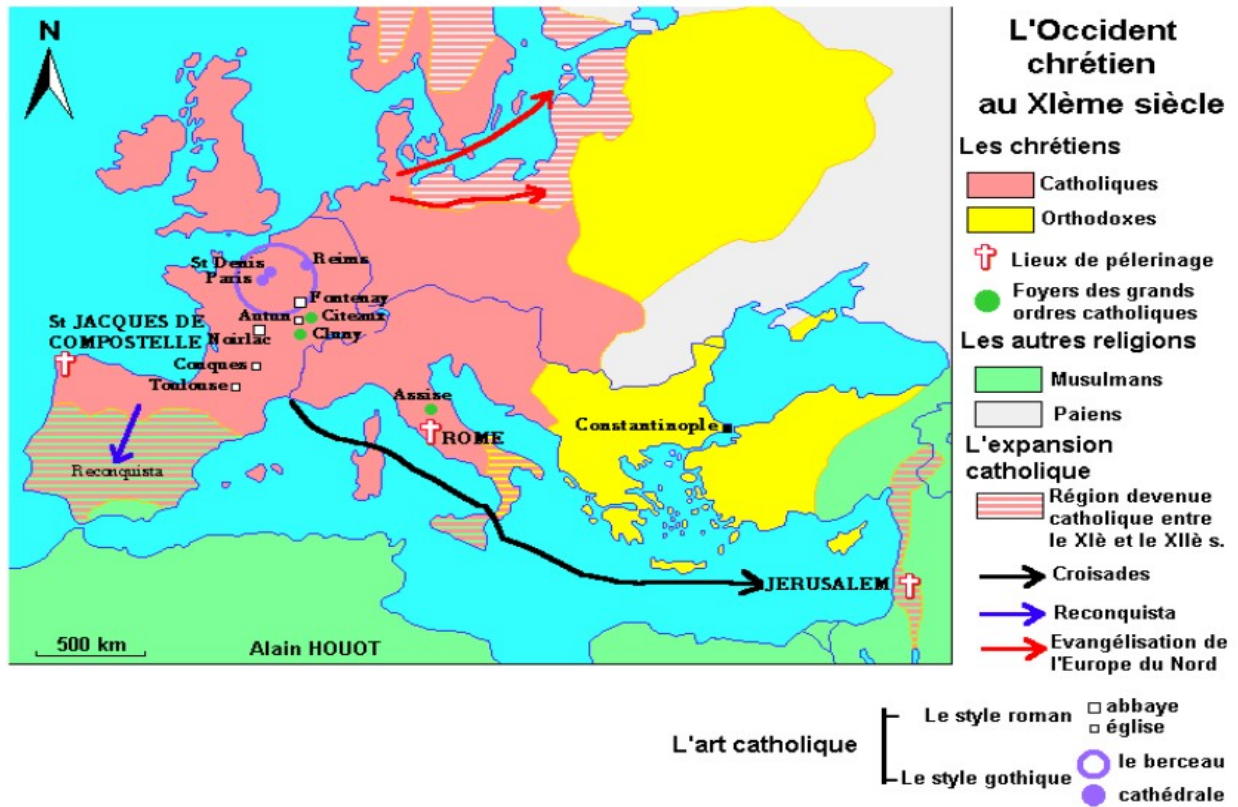 N
St Denis
Paris
Reims
Fontenay
Autun
Citeaux
Noirlac
Cluny
St JACQUES DE
COMPOSTELLE
Conques
Toulouse
Assise
ROME
Constantinople
Reconquista
JERUSALEM
500 km
Alain HOUOT
L'Occident
chrétien
au XIème siècle
Les chrétiens
Catholiques
Orthodoxes
Lieux de pélerinage
Foyers des grands
ordres catholiques
Les autres religions
Musulmans
Paiens
L'expansion
catholique
Région devenue
catholique entre
le XIè et le XIIè s.
Croisades
Reconquista
Evangélisation de
l'Europe du Nord
L'art catholique
Le style roman
abbaye
église
Le style gothique
le berceau
cathédrale